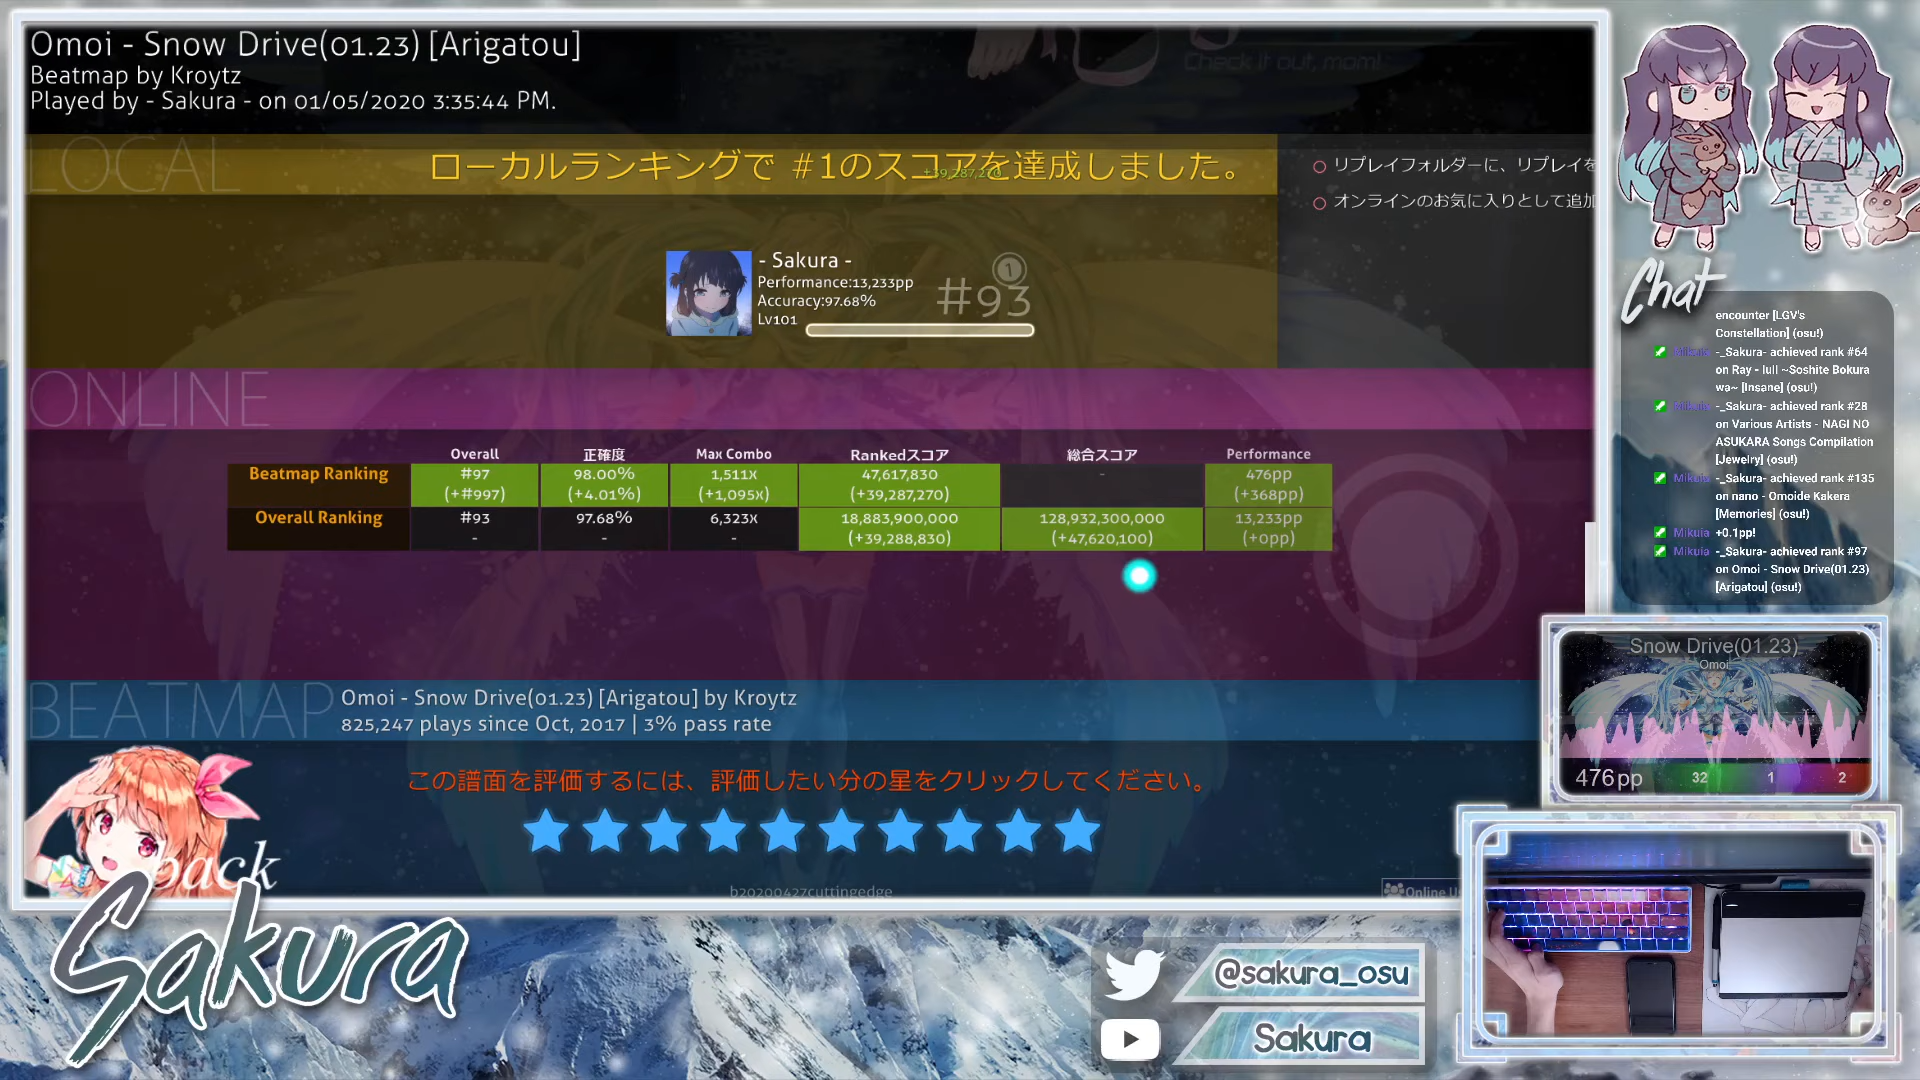 Omoi - Snow Drive(01.23) [Arigatou]
Beatmap by Kroytz
Played by - Sakura - on 01/05/2020 3:35:44 PM.
Check it out, mom!
LOCAL
ローカルランキングで #1のスコアを達成しました。
+39,287,270
リプレイフォルダーに、リプレイを
オンラインのお気に入りとして追加
- Sakura -
Performance:13,233pp
Accuracy:97.68%
Lv101
#93
1
ONLINE
Overall 正確度 Max Combo Rankedスコア 総合スコア Performance
Beatmap Ranking #97 98.00% 1,511x 47,617,830 - 476pp
(+#997) (+4.01%) (+1,095x) (+39,287,270) (+368pp)
Overall Ranking #93 97.68% 6,323x 18,883,900,000 128,932,300,000 13,233pp
- - - (+39,288,830) (+47,620,100) (+0pp)
BEATMAP
Omoi - Snow Drive(01.23) [Arigatou] by Kroytz
825,247 plays since Oct, 2017 | 3% pass rate
この譜面を評価するには、評価したい分の星をクリックしてください。
back
b20200427cuttingedge
Online
Sakura
@sakura_osu
Sakura
Chat
encounter [LGV's
Constellation] (osu!)
Mikuia -_Sakura- achieved rank #64
on Ray - lull ~Soshite Bokura
wa~ [Insane] (osu!)
Mikuia -_Sakura- achieved rank #28
on Various Artists - NAGI NO
ASUKARA Songs Compilation
[Jewelry] (osu!)
Mikuia -_Sakura- achieved rank #135
on nano - Omoide Kakera
[Memories] (osu!)
Mikuia +0.1pp!
Mikuia -_Sakura- achieved rank #97
on Omoi - Snow Drive(01.23)
[Arigatou] (osu!)
Snow Drive(01.23)
Omoi
476pp 32 1 2